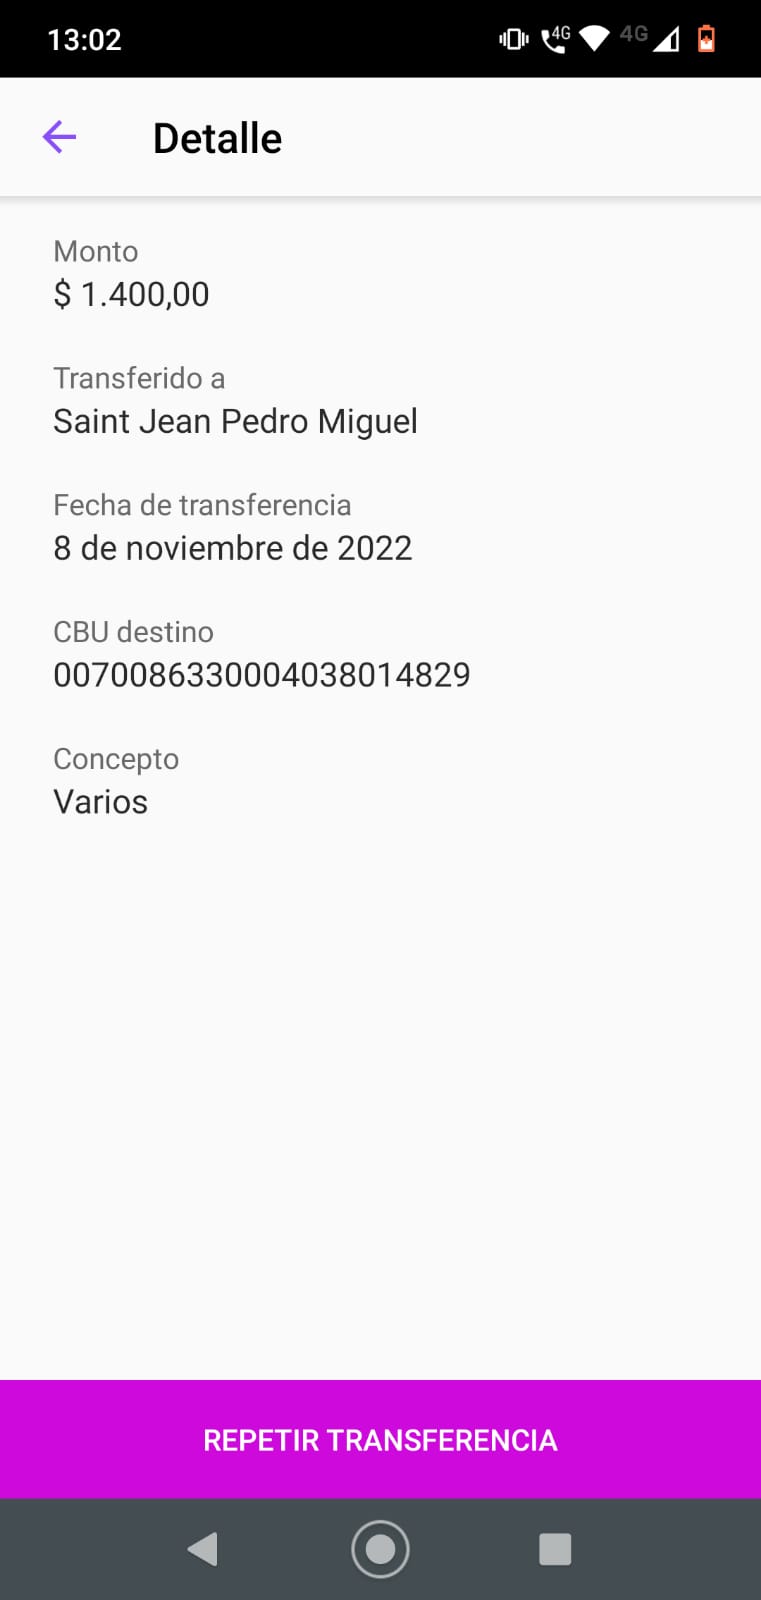 13:02
4G
4G
Detalle
Monto
$ 1.400,00
Transferido a
Saint Jean Pedro Miguel
Fecha de transferencia
8 de noviembre de 2022
CBU destino
0070086330004038014829
Concepto
Varios
REPETIR TRANSFERENCIA